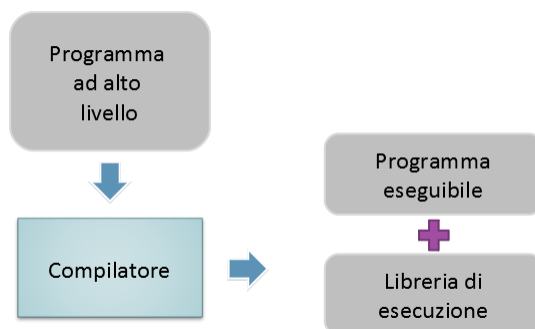 Programma
ad alto
livello
Compilatore
Programma
eseguibile
Libreria di
esecuzione